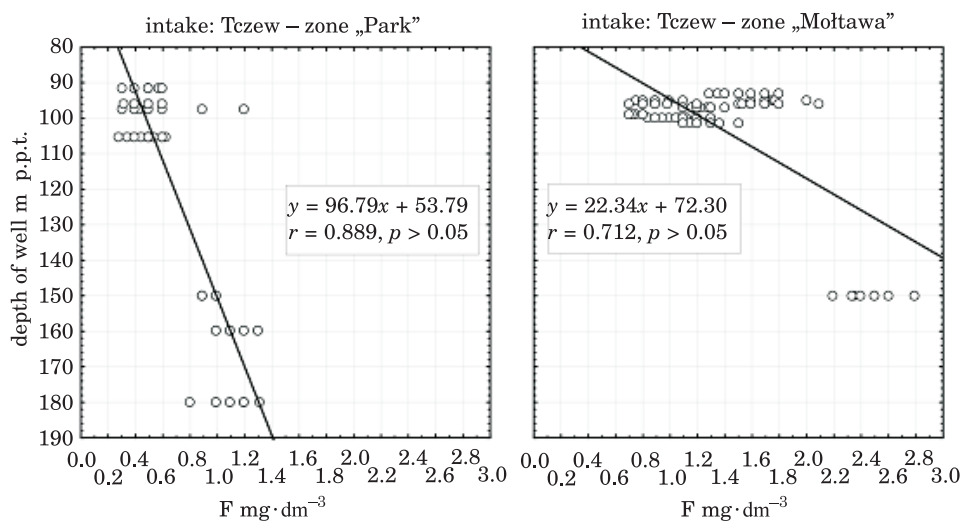 intake: Tczew – zone „Park”
intake: Tczew – zone „Mołtawa”
depth of well m p.p.t.
80
90
100
110
120
130
140
150
160
170
180
190
y = 96.79x + 53.79
r = 0.889, p > 0.05
y = 22.34x + 72.30
r = 0.712, p > 0.05
0.0 0.4 0.8 1.2 1.6 2.0 2.4 2.8
0.2 0.6 1.0 1.4 1.8 2.2 2.6 3.0
F mg·dm⁻³
0.0 0.4 0.8 1.2 1.6 2.0 2.4 2.8
0.2 0.6 1.0 1.4 1.8 2.2 2.6 3.0
F mg·dm⁻³